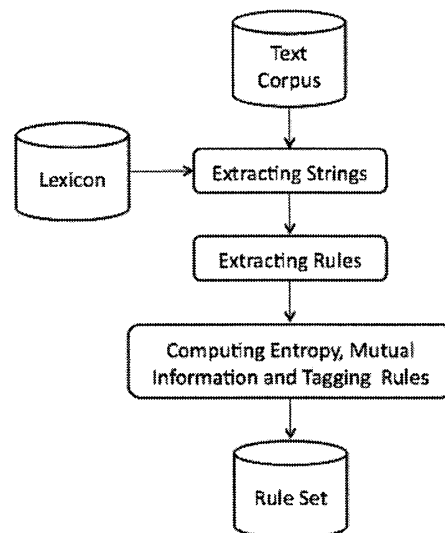 Text
Corpus
Lexicon
Extracting Strings
Extracting Rules
Computing Entropy, Mutual
Information and Tagging Rules
Rule Set